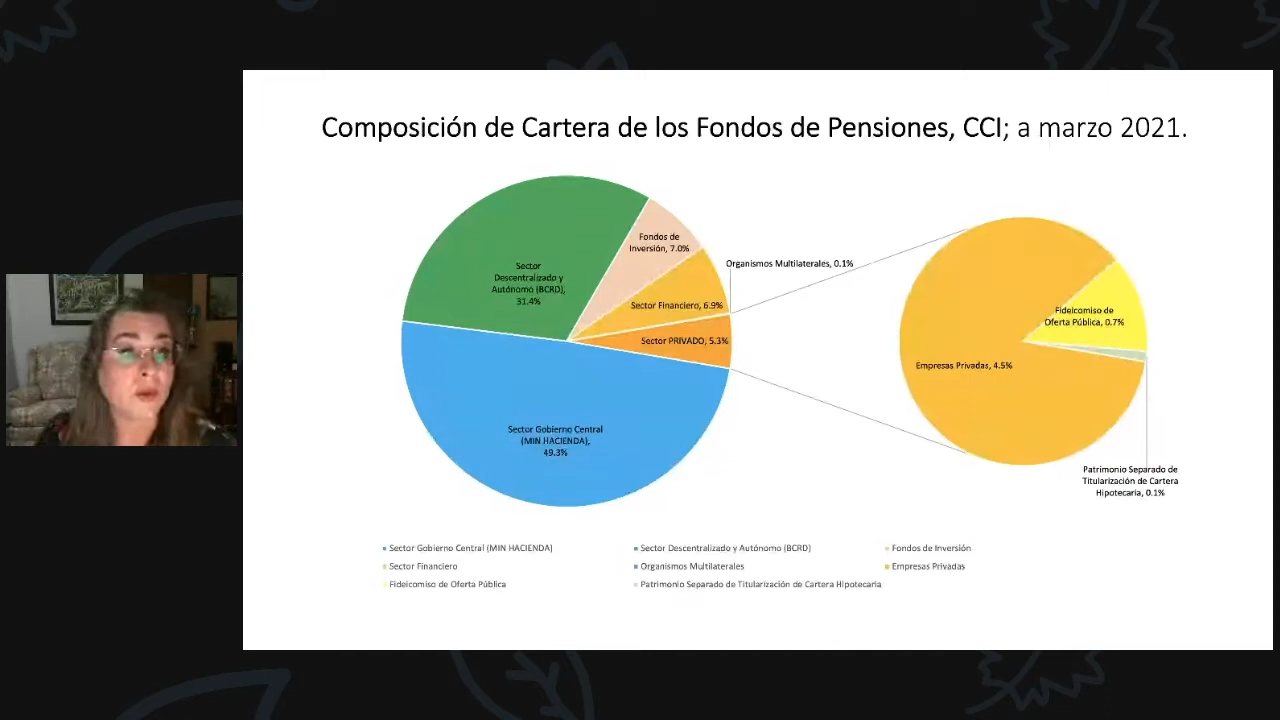 Composición de Cartera de los Fondos de Pensiones, CCI; a marzo 2021.
Fondos de
Inversión, 7.0%
Organismos Multilaterales, 0.1%
Sector
Descentralizado y
Autónomo (BCRD),
31.4%
Sector Financiero, 6.9%
Sector PRIVADO, 5.3%
Sector Gobierno Central
(MIN HACIENDA),
49.3%
Fideicomiso de
Oferta Pública, 0.7%
Empresas Privadas, 4.5%
Patrimonio Separado de
Titularización de Cartera
Hipotecaria, 0.1%
Sector Gobierno Central (MIN HACIENDA)
Sector Descentralizado y Autónomo (BCRD)
Fondos de Inversión
Sector Financiero
Organismos Multilaterales
Empresas Privadas
Fideicomiso de Oferta Pública
Patrimonio Separado de Titularización de Cartera Hipotecaria